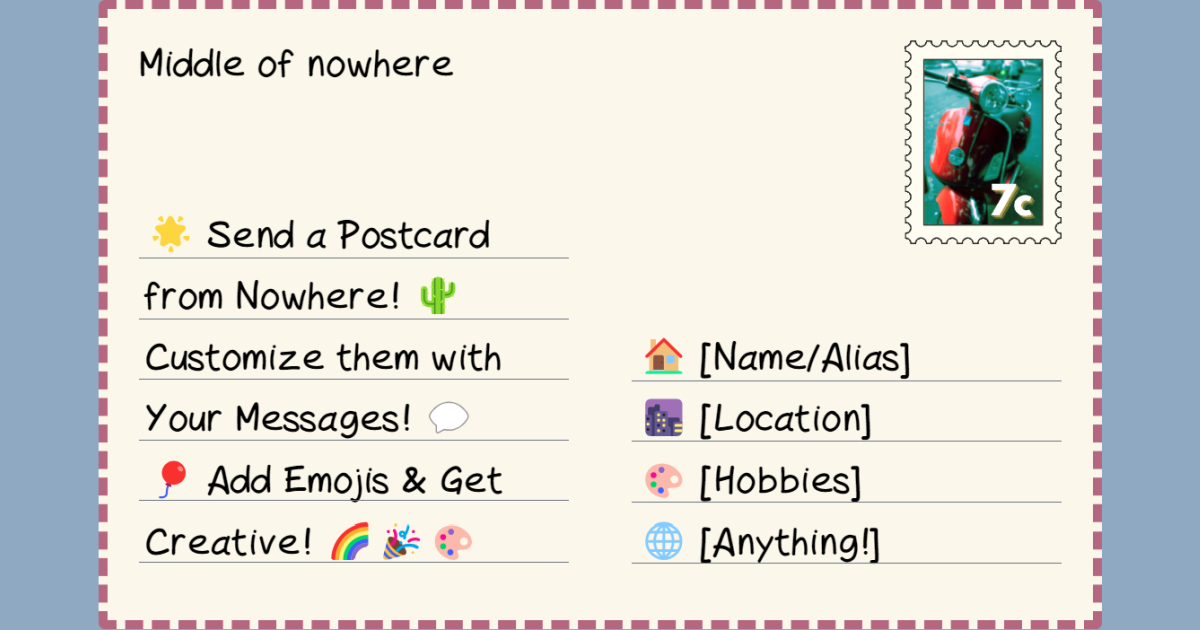 Middle of nowhere
7c
🌟 Send a Postcard
from Nowhere! 🌵
Customize them with
Your Messages! 💬
🎈 Add Emojis & Get
Creative! 🌈 🎉 🎨
🏠 [Name/Alias]
🌆 [Location]
🎨 [Hobbies]
🌐 [Anything!]